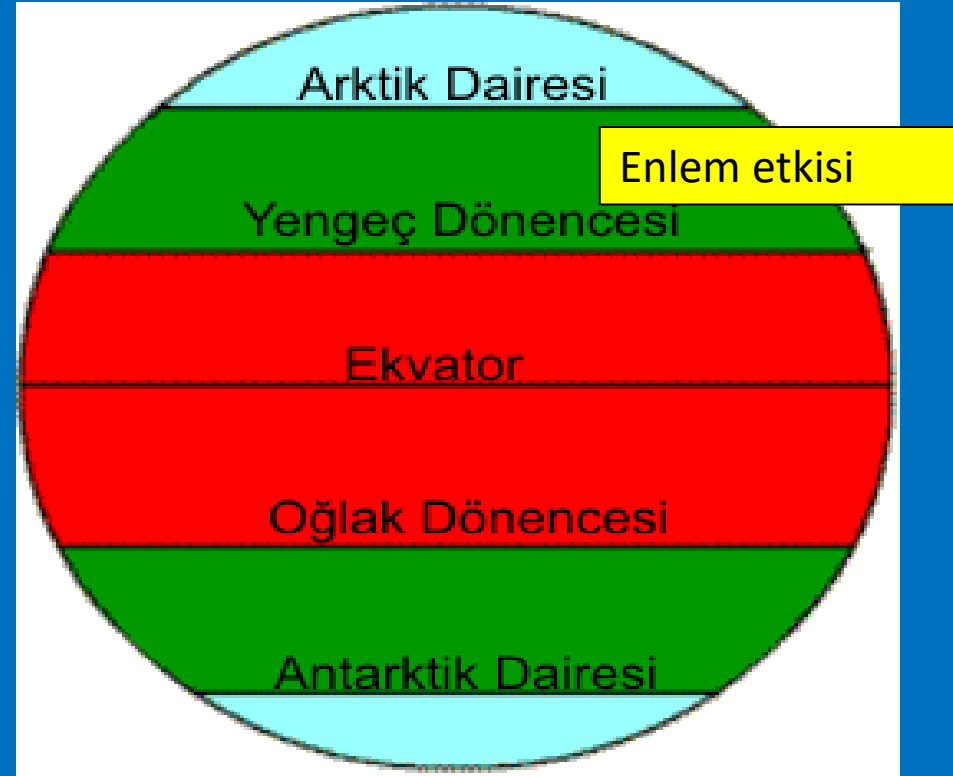 Arktik Dairesi
Enlem etkisi
Yengeç Dönencesi
Ekvator
Oğlak Dönencesi
Antarktik Dairesi